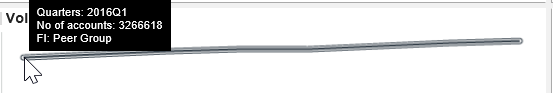 Vol
Quarters: 2016Q1
No of accounts: 3266618
FI: Peer Group